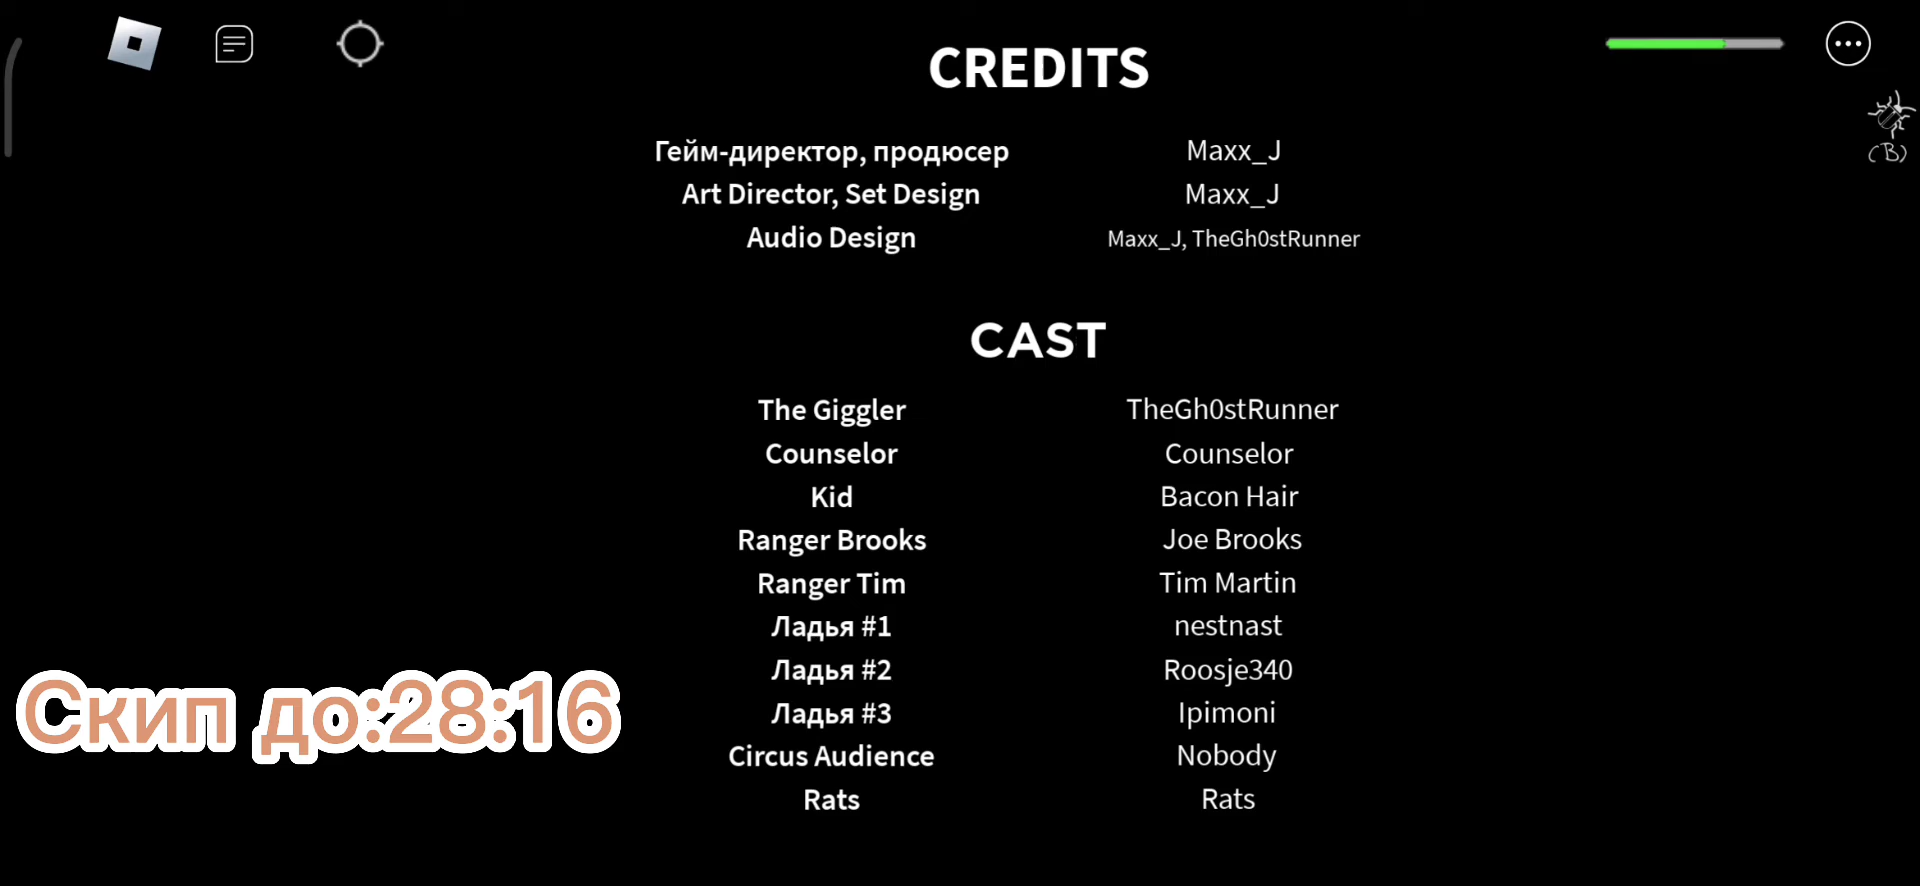 CREDITS
Гейм-директор, продюсер Maxx_J
Art Director, Set Design Maxx_J
Audio Design Maxx_J, TheGh0stRunner
(B)
CAST
The Giggler TheGh0stRunner
Counselor Counselor
Kid Bacon Hair
Ranger Brooks Joe Brooks
Ranger Tim Tim Martin
Ладья #1 nestnast
Ладья #2 Roosje340
Ладья #3 Ipimoni
Circus Audience Nobody
Rats Rats
Скип до:28:16